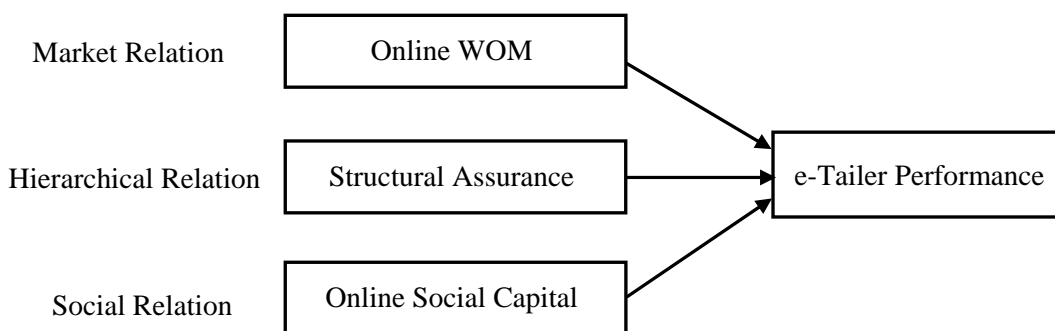 Market Relation
Online WOM
Hierarchical Relation
Structural Assurance
e-Tailer Performance
Social Relation
Online Social Capital